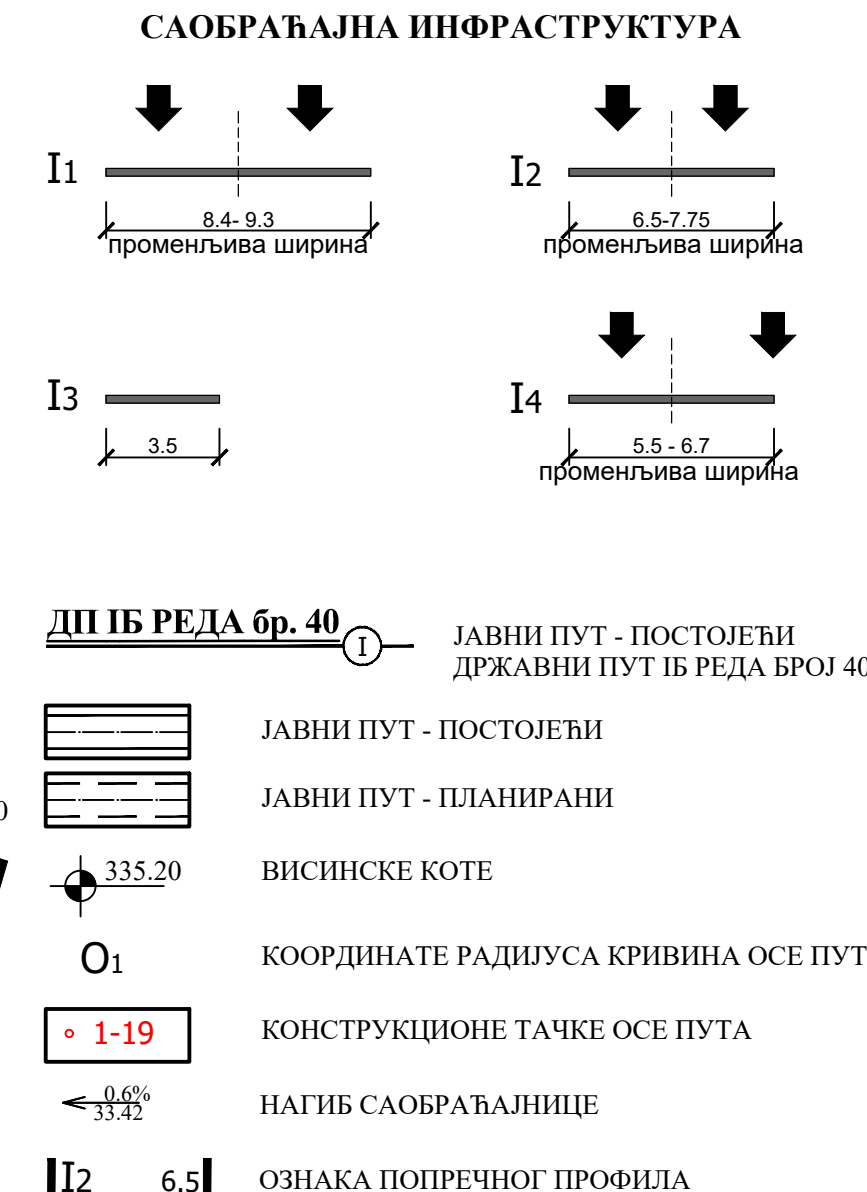 САОБРАЋАЈНА ИНФРАСТРУКТУРА
I1
8.4- 9.3
променљива ширина
I2
6.5-7.75
променљива ширина
I3
3.5
I4
5.5 - 6.7
променљива ширина
ДП IБ РЕДА бр. 40
I
ЈАВНИ ПУТ - ПОСТОЈЕЋИ
ДРЖАВНИ ПУТ IБ РЕДА БРОЈ 40
ЈАВНИ ПУТ - ПОСТОЈЕЋИ
ЈАВНИ ПУТ - ПЛАНИРАНИ
335.20
ВИСИНСКЕ КОТЕ
O1
КООРДИНАТЕ РАДИЈУСА КРИВИНА ОСЕ ПУТ
1-19
КОНСТРУКЦИОНЕ ТАЧКЕ ОСЕ ПУТА
0.6%
33.42
НАГИБ САОБРАЋАЈНИЦЕ
I2 6.5
ОЗНАКА ПОПРЕЧНОГ ПРОФИЛА